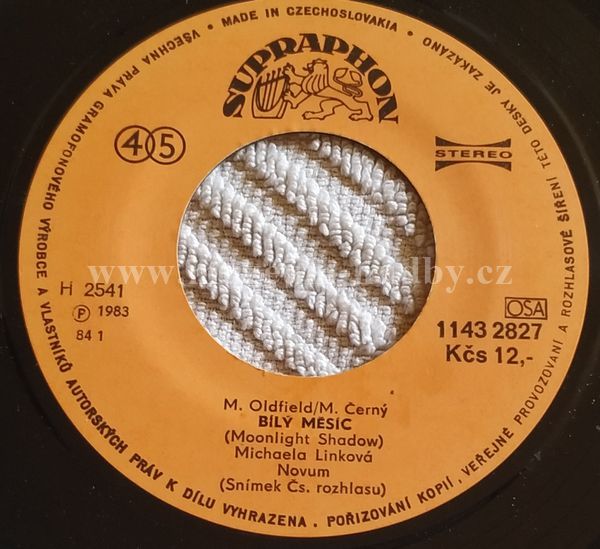 VŠECHNA PRÁVA GRAMOFONOVÉHO VÝROBCE A VLASTNÍKŮ AUTORSKÝCH PRÁV K DÍLU VYHRAZENA. POŘIZOVÁNÍ KOPIÍ, VEŘEJNÉ PROVOZOVÁNÍ A ROZHLASOVÉ ŠÍŘENÍ TÉTO DESKY JE ZAKÁZÁNO • MADE IN CZECHOSLOVAKIA •
SUPRAPHON
45
STEREO
H 2541
Ⓟ 1983
84 1
OSA
1143 2827
Kčs 12,-
M. Oldfield/M. Černý
BÍLÝ MĚSÍC
(Moonlight Shadow)
Michaela Linková
Novum
(Snímek Čs. rozhlasu)